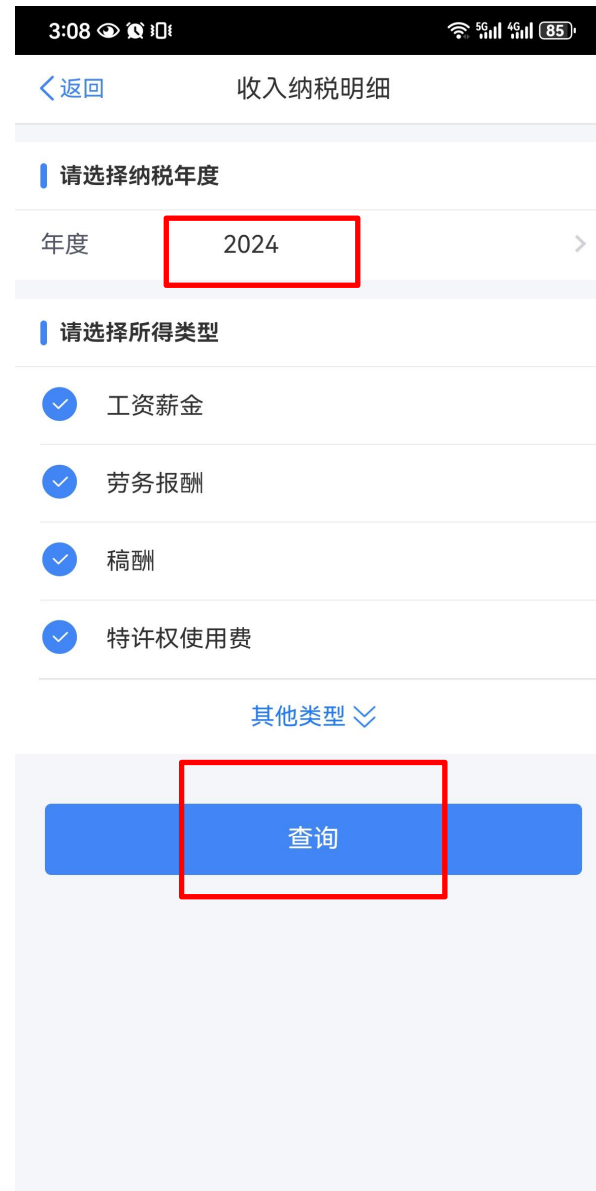 3:08 5G 4G 85
返回 收入纳税明细
请选择纳税年度
年度 2024
请选择所得类型
工资薪金
劳务报酬
稿酬
特许权使用费
其他类型
查询